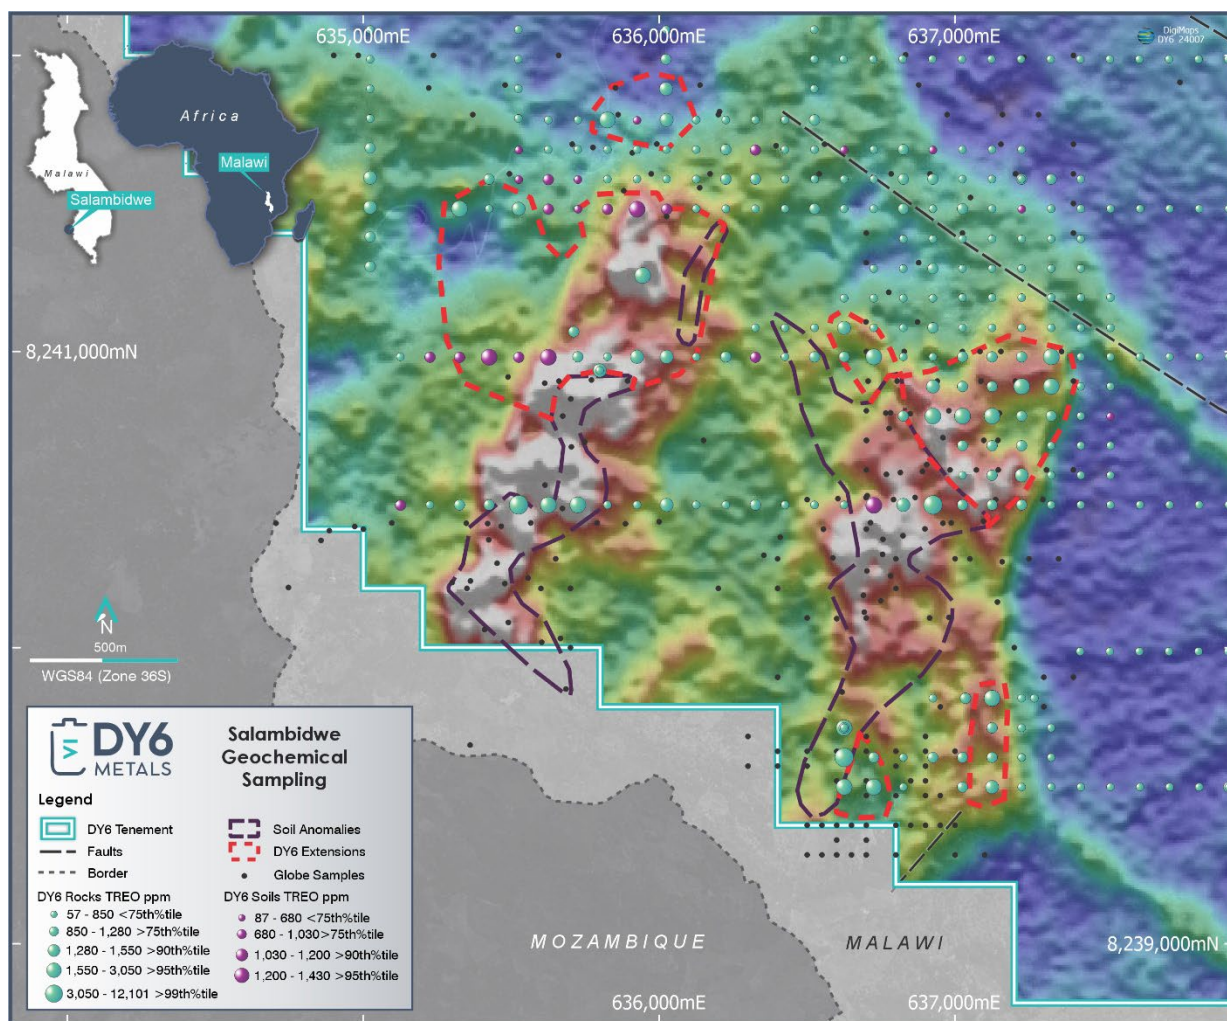 635,000mE
636,000mE
637,000mE
DigiMaps
DY6 24007
Africa
Malawi
Malawi
Salambidwe
8,241,000mN
N
500m
WGS84 (Zone 36S)
DY6
METALS
Salambidwe
Geochemical
Sampling
Legend
DY6 Tenement
Faults
Border
Soil Anomalies
DY6 Extensions
Globe Samples
DY6 Rocks TREO ppm
57 - 850 <75th%tile
850 - 1,280 >75th%tile
1,280 - 1,550 >90th%tile
1,550 - 3,050 >95th%tile
3,050 - 12,101 >99th%tile
DY6 Soils TREO ppm
87 - 680 <75th%tile
680 - 1,030>75th%tile
1,030 - 1,200 >90th%tile
1,200 - 1,430 >95th%tile
MOZAMBIQUE
MALAWI
8,239,000mN
636,000mE
637,000mE